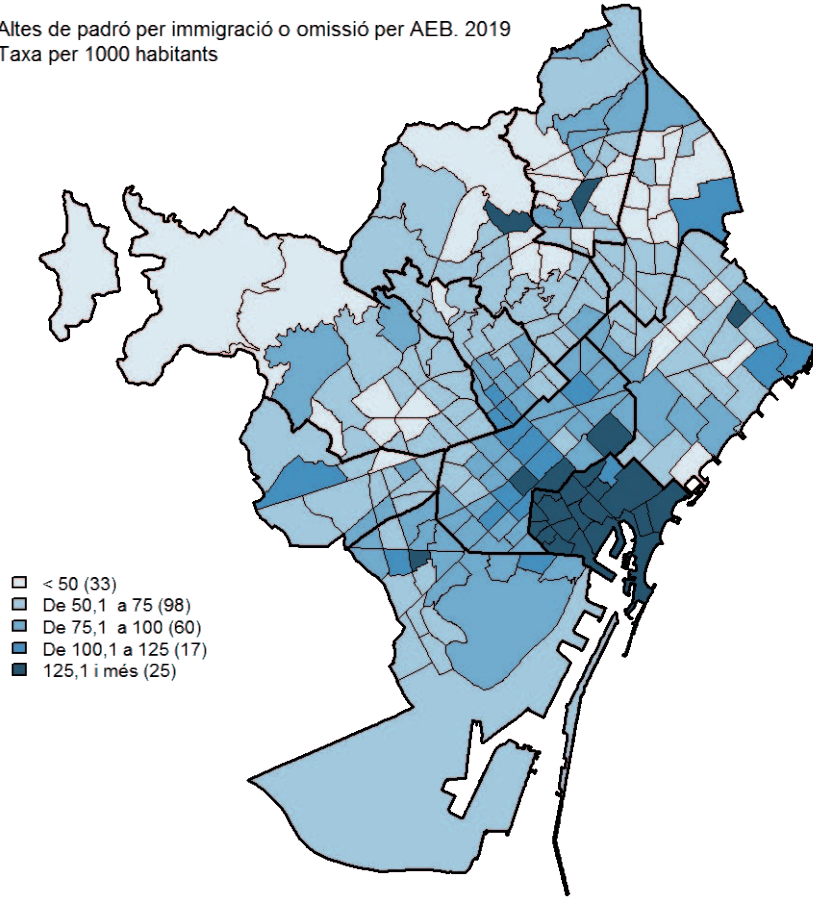 Altes de padró per immigració o omissió per AEB. 2019
Taxa per 1000 habitants
< 50 (33)
De 50,1 a 75 (98)
De 75,1 a 100 (60)
De 100,1 a 125 (17)
125,1 i més (25)